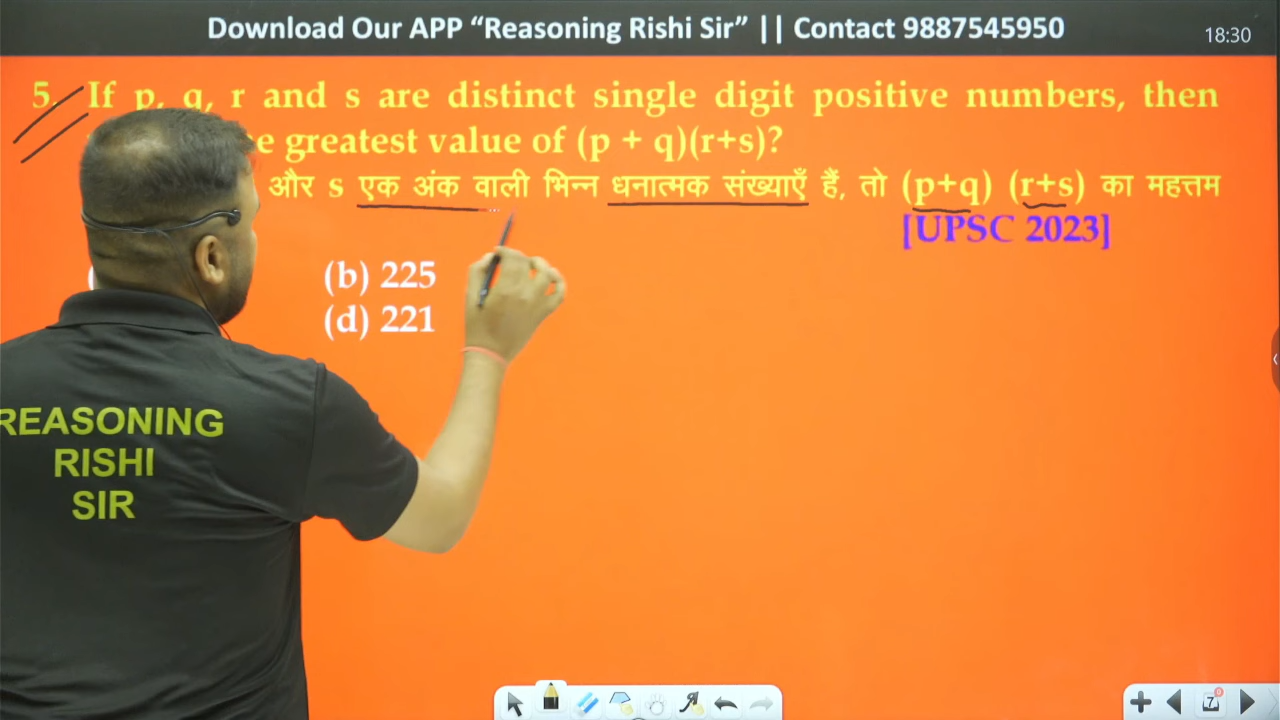 Download Our APP “Reasoning Rishi Sir” || Contact 9887545950
18:30
5. If p, q, r and s are distinct single digit positive numbers, then
greatest value of (p + q)(r+s)?
और s एक अंक वाली भिन्न धनात्मक संख्याएँ हैं, तो (p+q) (r+s) का महत्तम
[UPSC 2023]
(b) 225
(d) 221
REASONING
RISHI
SIR